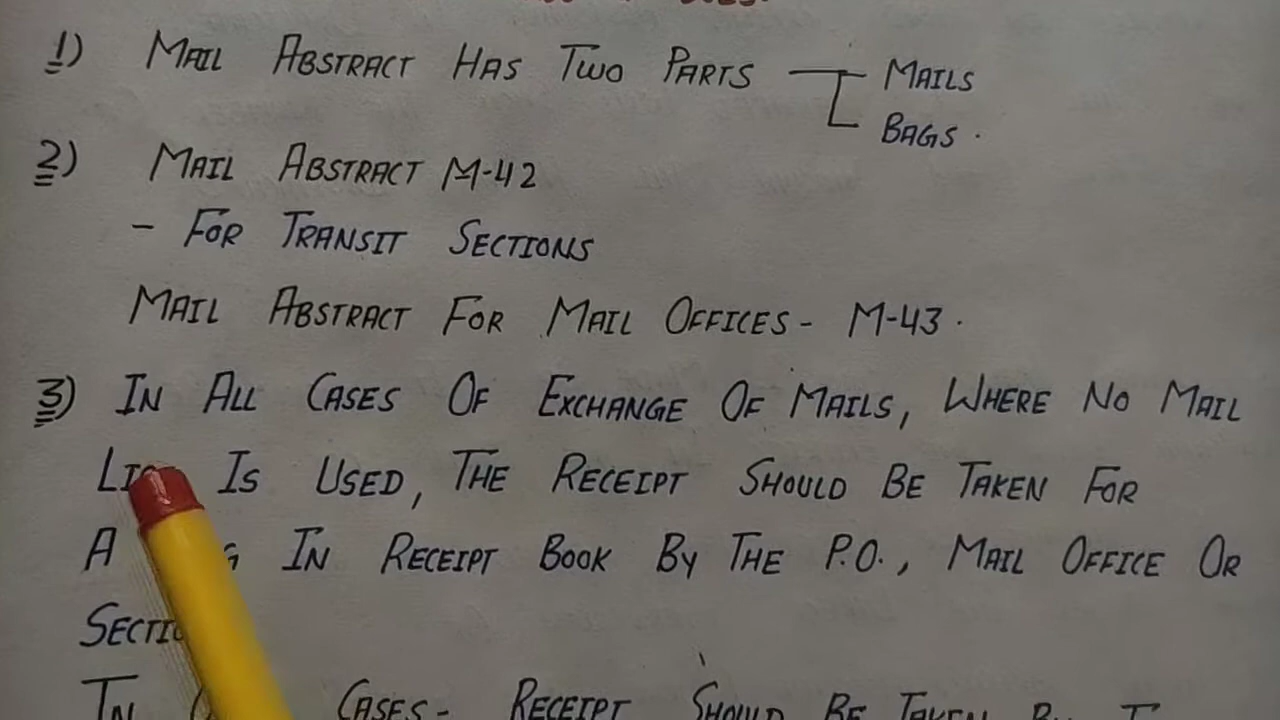 1) MAIL ABSTRACT HAS TWO PARTS MAILS
BAGS.
2) MAIL ABSTRACT M-42
- FOR TRANSIT SECTIONS
MAIL ABSTRACT FOR MAIL OFFICES- M-43.
3) IN ALL CASES OF EXCHANGE OF MAILS, WHERE NO MAIL
IS USED, THE RECEIPT SHOULD BE TAKEN FOR
A IN RECEIPT BOOK BY THE P.O., MAIL OFFICE OR
IN CASES- RECEIPT SHOULD BE TAKEN BY